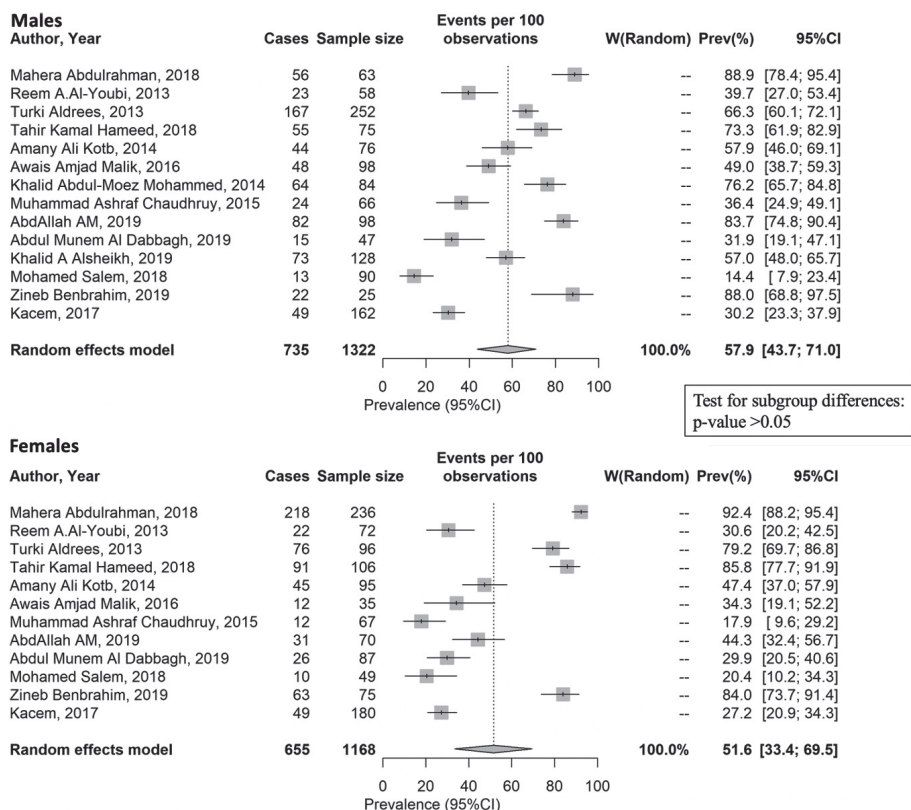 Males
Events per 100
Author, Year Cases Sample size observations W(Random) Prev(%) 95%CI
Mahera Abdulrahman, 2018 56 63 -- 88.9 [78.4; 95.4]
Reem A.Al-Youbi, 2013 23 58 -- 39.7 [27.0; 53.4]
Turki Aldrees, 2013 167 252 -- 66.3 [60.1; 72.1]
Tahir Kamal Hameed, 2018 55 75 -- 73.3 [61.9; 82.9]
Amany Ali Kotb, 2014 44 76 -- 57.9 [46.0; 69.1]
Awais Amjad Malik, 2016 48 98 -- 49.0 [38.7; 59.3]
Khalid Abdul-Moez Mohammed, 2014 64 84 -- 76.2 [65.7; 84.8]
Muhammad Ashraf Chaudhruy, 2015 24 66 -- 36.4 [24.9; 49.1]
AbdAllah AM, 2019 82 98 -- 83.7 [74.8; 90.4]
Abdul Munem Al Dabbagh, 2019 15 47 -- 31.9 [19.1; 47.1]
Khalid A Alsheikh, 2019 73 128 -- 57.0 [48.0; 65.7]
Mohamed Salem, 2018 13 90 -- 14.4 [ 7.9; 23.4]
Zineb Benbrahim, 2019 22 25 -- 88.0 [68.8; 97.5]
Kacem, 2017 49 162 -- 30.2 [23.3; 37.9]
Random effects model 735 1322 100.0% 57.9 [43.7; 71.0]
0 20 40 60 80 100
Prevalence (95%CI)
Test for subgroup differences:
p-value >0.05
Females
Events per 100
Author, Year Cases Sample size observations W(Random) Prev(%) 95%CI
Mahera Abdulrahman, 2018 218 236 -- 92.4 [88.2; 95.4]
Reem A.Al-Youbi, 2013 22 72 -- 30.6 [20.2; 42.5]
Turki Aldrees, 2013 76 96 -- 79.2 [69.7; 86.8]
Tahir Kamal Hameed, 2018 91 106 -- 85.8 [77.7; 91.9]
Amany Ali Kotb, 2014 45 95 -- 47.4 [37.0; 57.9]
Awais Amjad Malik, 2016 12 35 -- 34.3 [19.1; 52.2]
Muhammad Ashraf Chaudhruy, 2015 12 67 -- 17.9 [ 9.6; 29.2]
AbdAllah AM, 2019 31 70 -- 44.3 [32.4; 56.7]
Abdul Munem Al Dabbagh, 2019 26 87 -- 29.9 [20.5; 40.6]
Mohamed Salem, 2018 10 49 -- 20.4 [10.2; 34.3]
Zineb Benbrahim, 2019 63 75 -- 84.0 [73.7; 91.4]
Kacem, 2017 49 180 -- 27.2 [20.9; 34.3]
Random effects model 655 1168 100.0% 51.6 [33.4; 69.5]
0 20 40 60 80 100
Prevalence (95%CI)